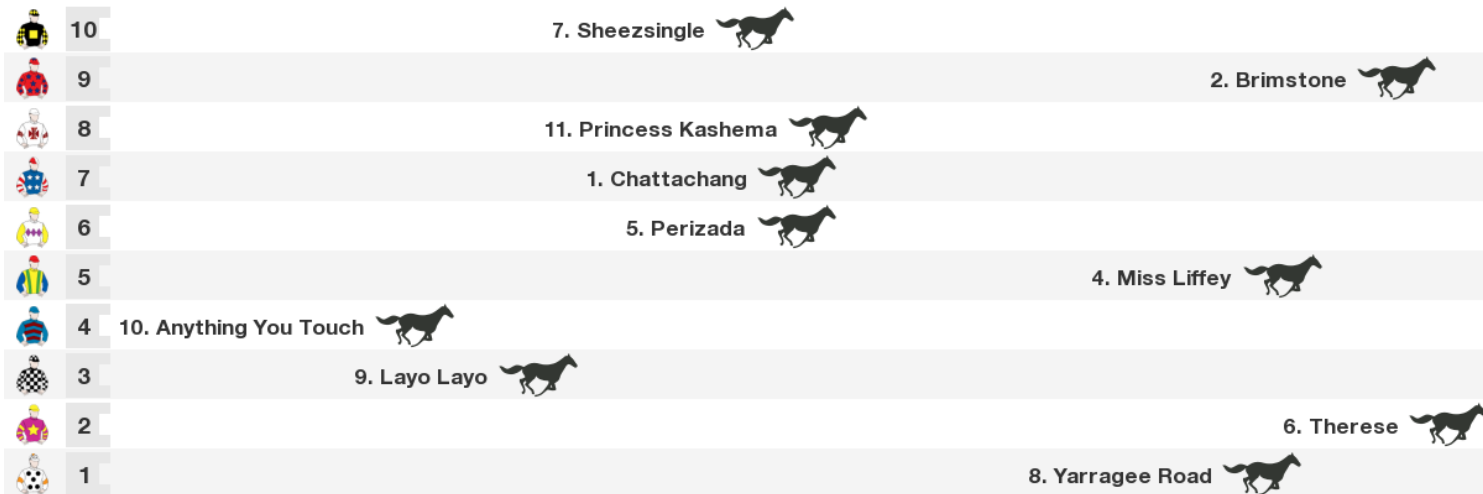 10 7. Sheezsingle
9 2. Brimstone
8 11. Princess Kashema
7 1. Chattachang
6 5. Perizada
5 4. Miss Liffey
4 10. Anything You Touch
3 9. Layo Layo
2 6. Therese
1 8. Yarragee Road